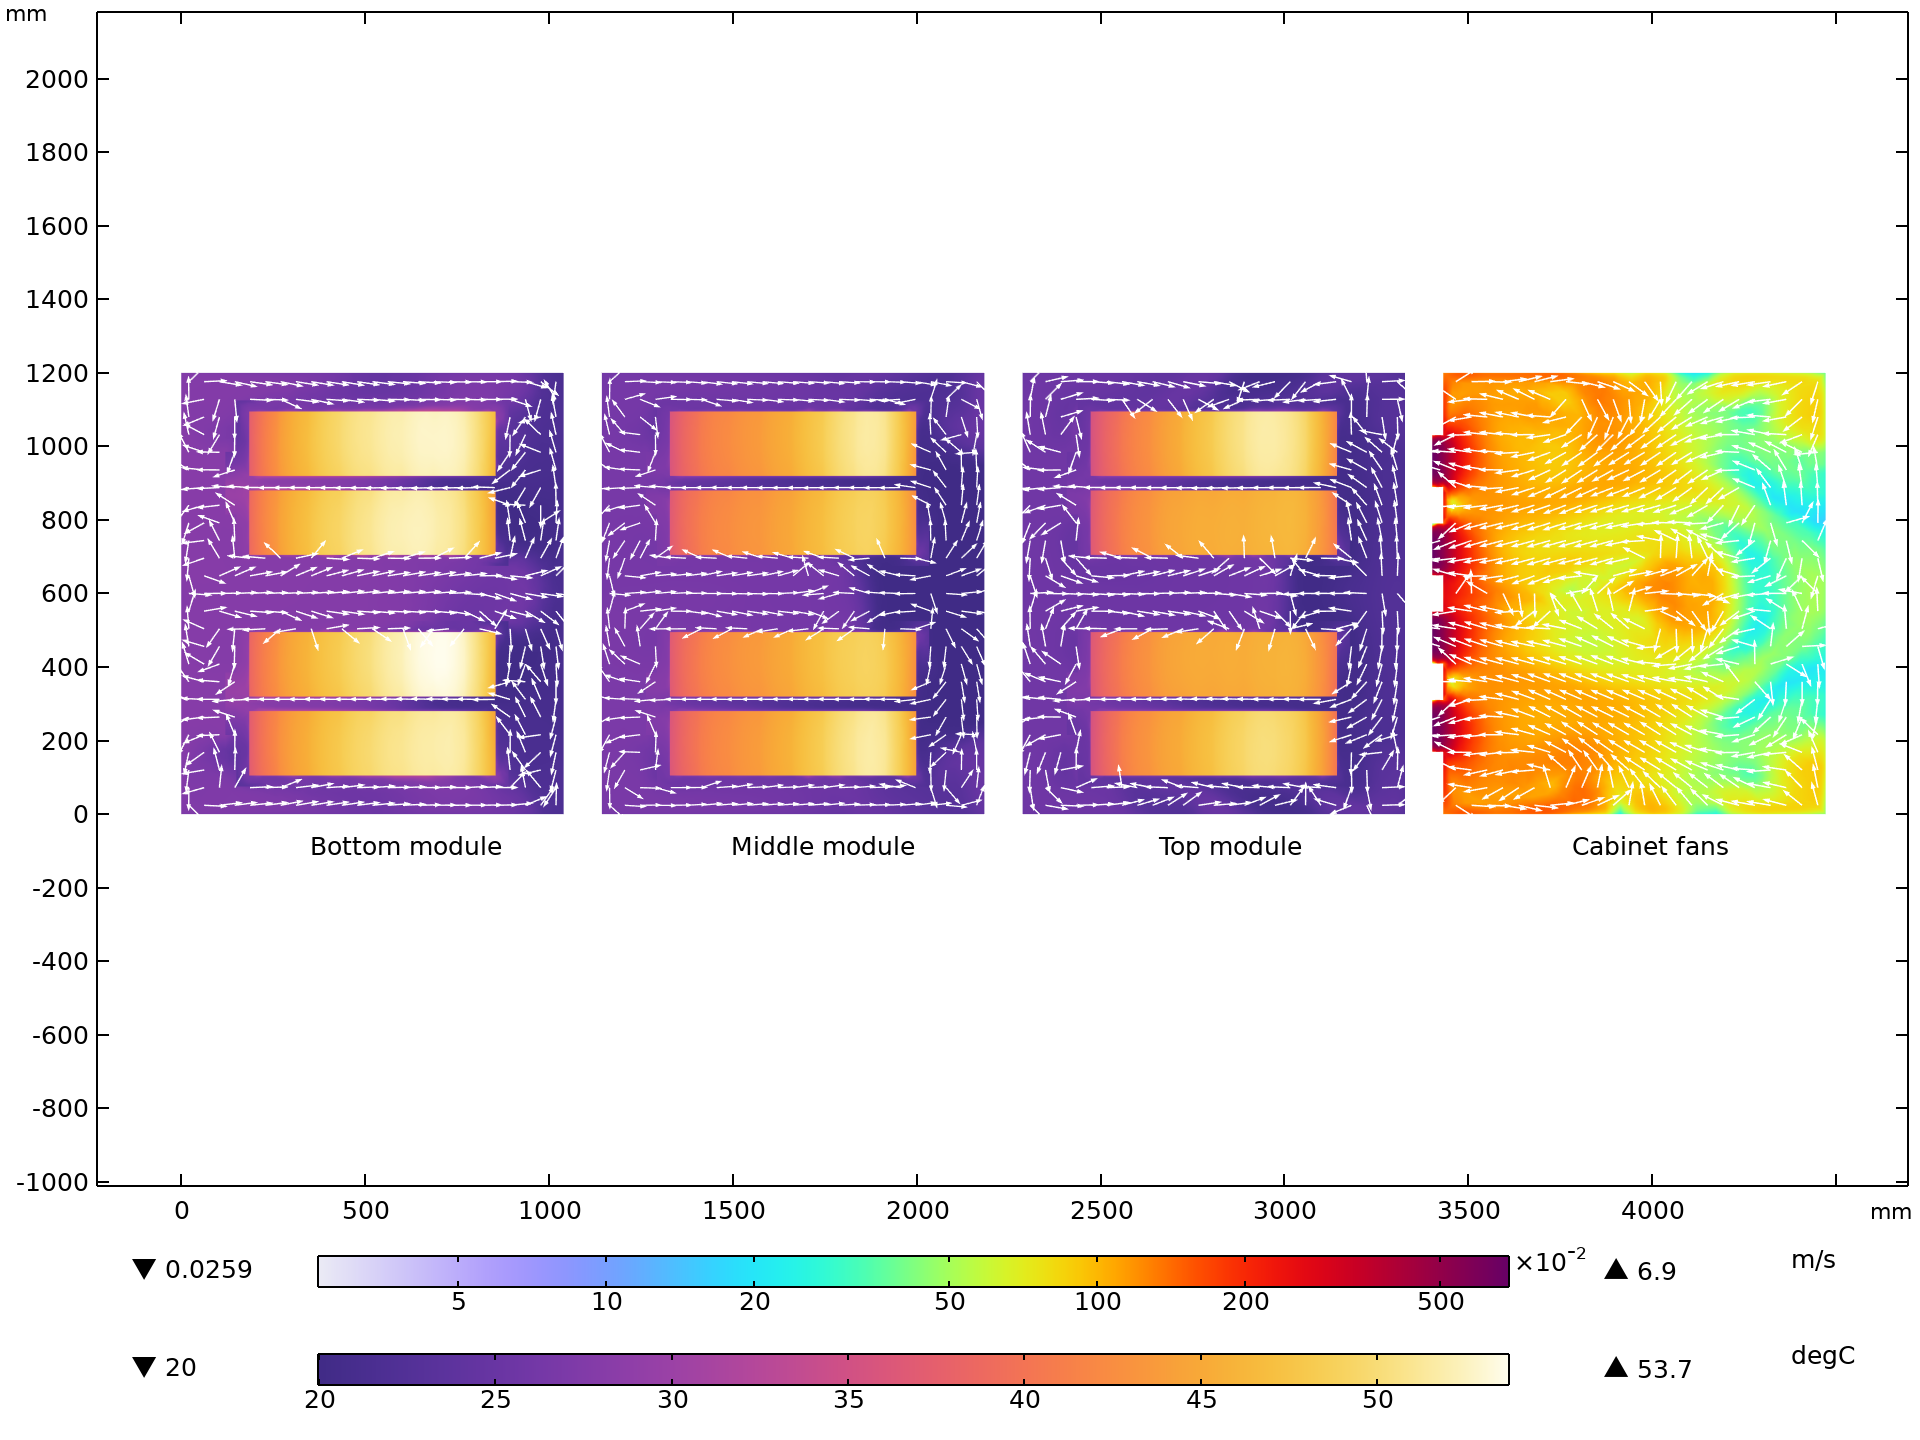 mm
2000
1800
1600
1400
1200
1000
800
600
400
200
0
-200
-400
-600
-800
-1000
Bottom module Middle module Top module Cabinet fans
0 500 1000 1500 2000 2500 3000 3500 4000 mm
▼ 0.0259 ×10⁻² ▲ 6.9 m/s
5 10 20 50 100 200 500
▼ 20 ▲ 53.7 degC
20 25 30 35 40 45 50